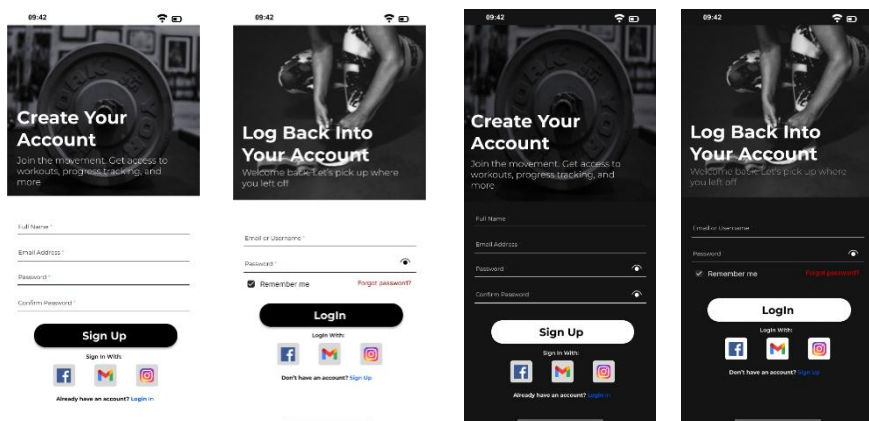 09:42
YORK
YO
Create Your
Account
Join the movement. Get access to
workouts, progress tracking, and
more
Full Name *
Email Address *
Password *
Confirm Password *
Sign Up
Sign In With:
Already have an account? Login In
09:42
Log Back Into
Your Account
Welcome back Let's pick up where
you left off
Email or Username *
Password *
Remember me
Forgot password?
LogIn
Login With:
Don't have an account? Sign Up
09:42
YORK
YO
Create Your
Account
Join the movement. Get access to
workouts, progress tracking, and
more
Full Name
Email Address *
Password *
Confirm Password
Sign Up
Sign In With:
Already have an account? Login In
09:42
Log Back Into
Your Account
Welcome back Let's pick up where
you left off
Email or Username
Password
Remember me
Forgot password?
LogIn
Login With:
Don't have an account? Sign Up